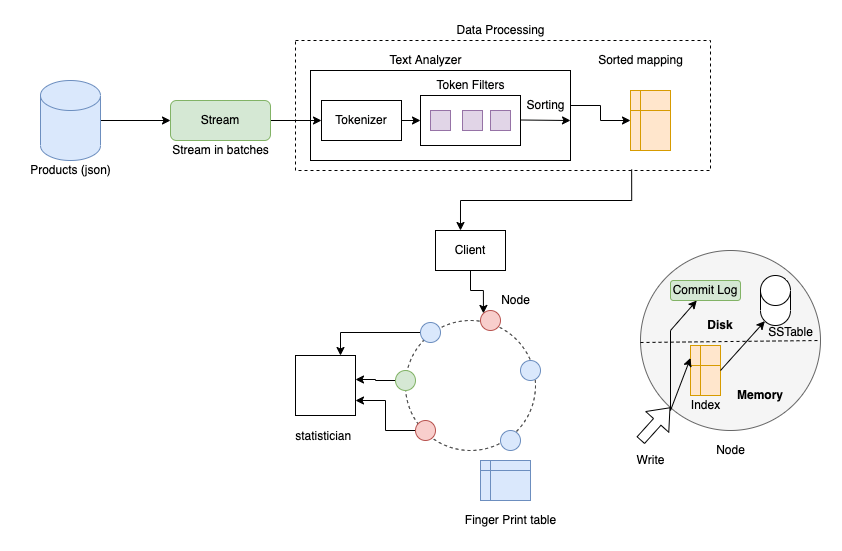 Data Processing
Text Analyzer
Sorted mapping
Token Filters
Sorting
Stream
Tokenizer
Stream in batches
Products (json)
Client
Node
Commit Log
Disk
SSTable
Memory
Index
statistician
Node
Write
Finger Print table